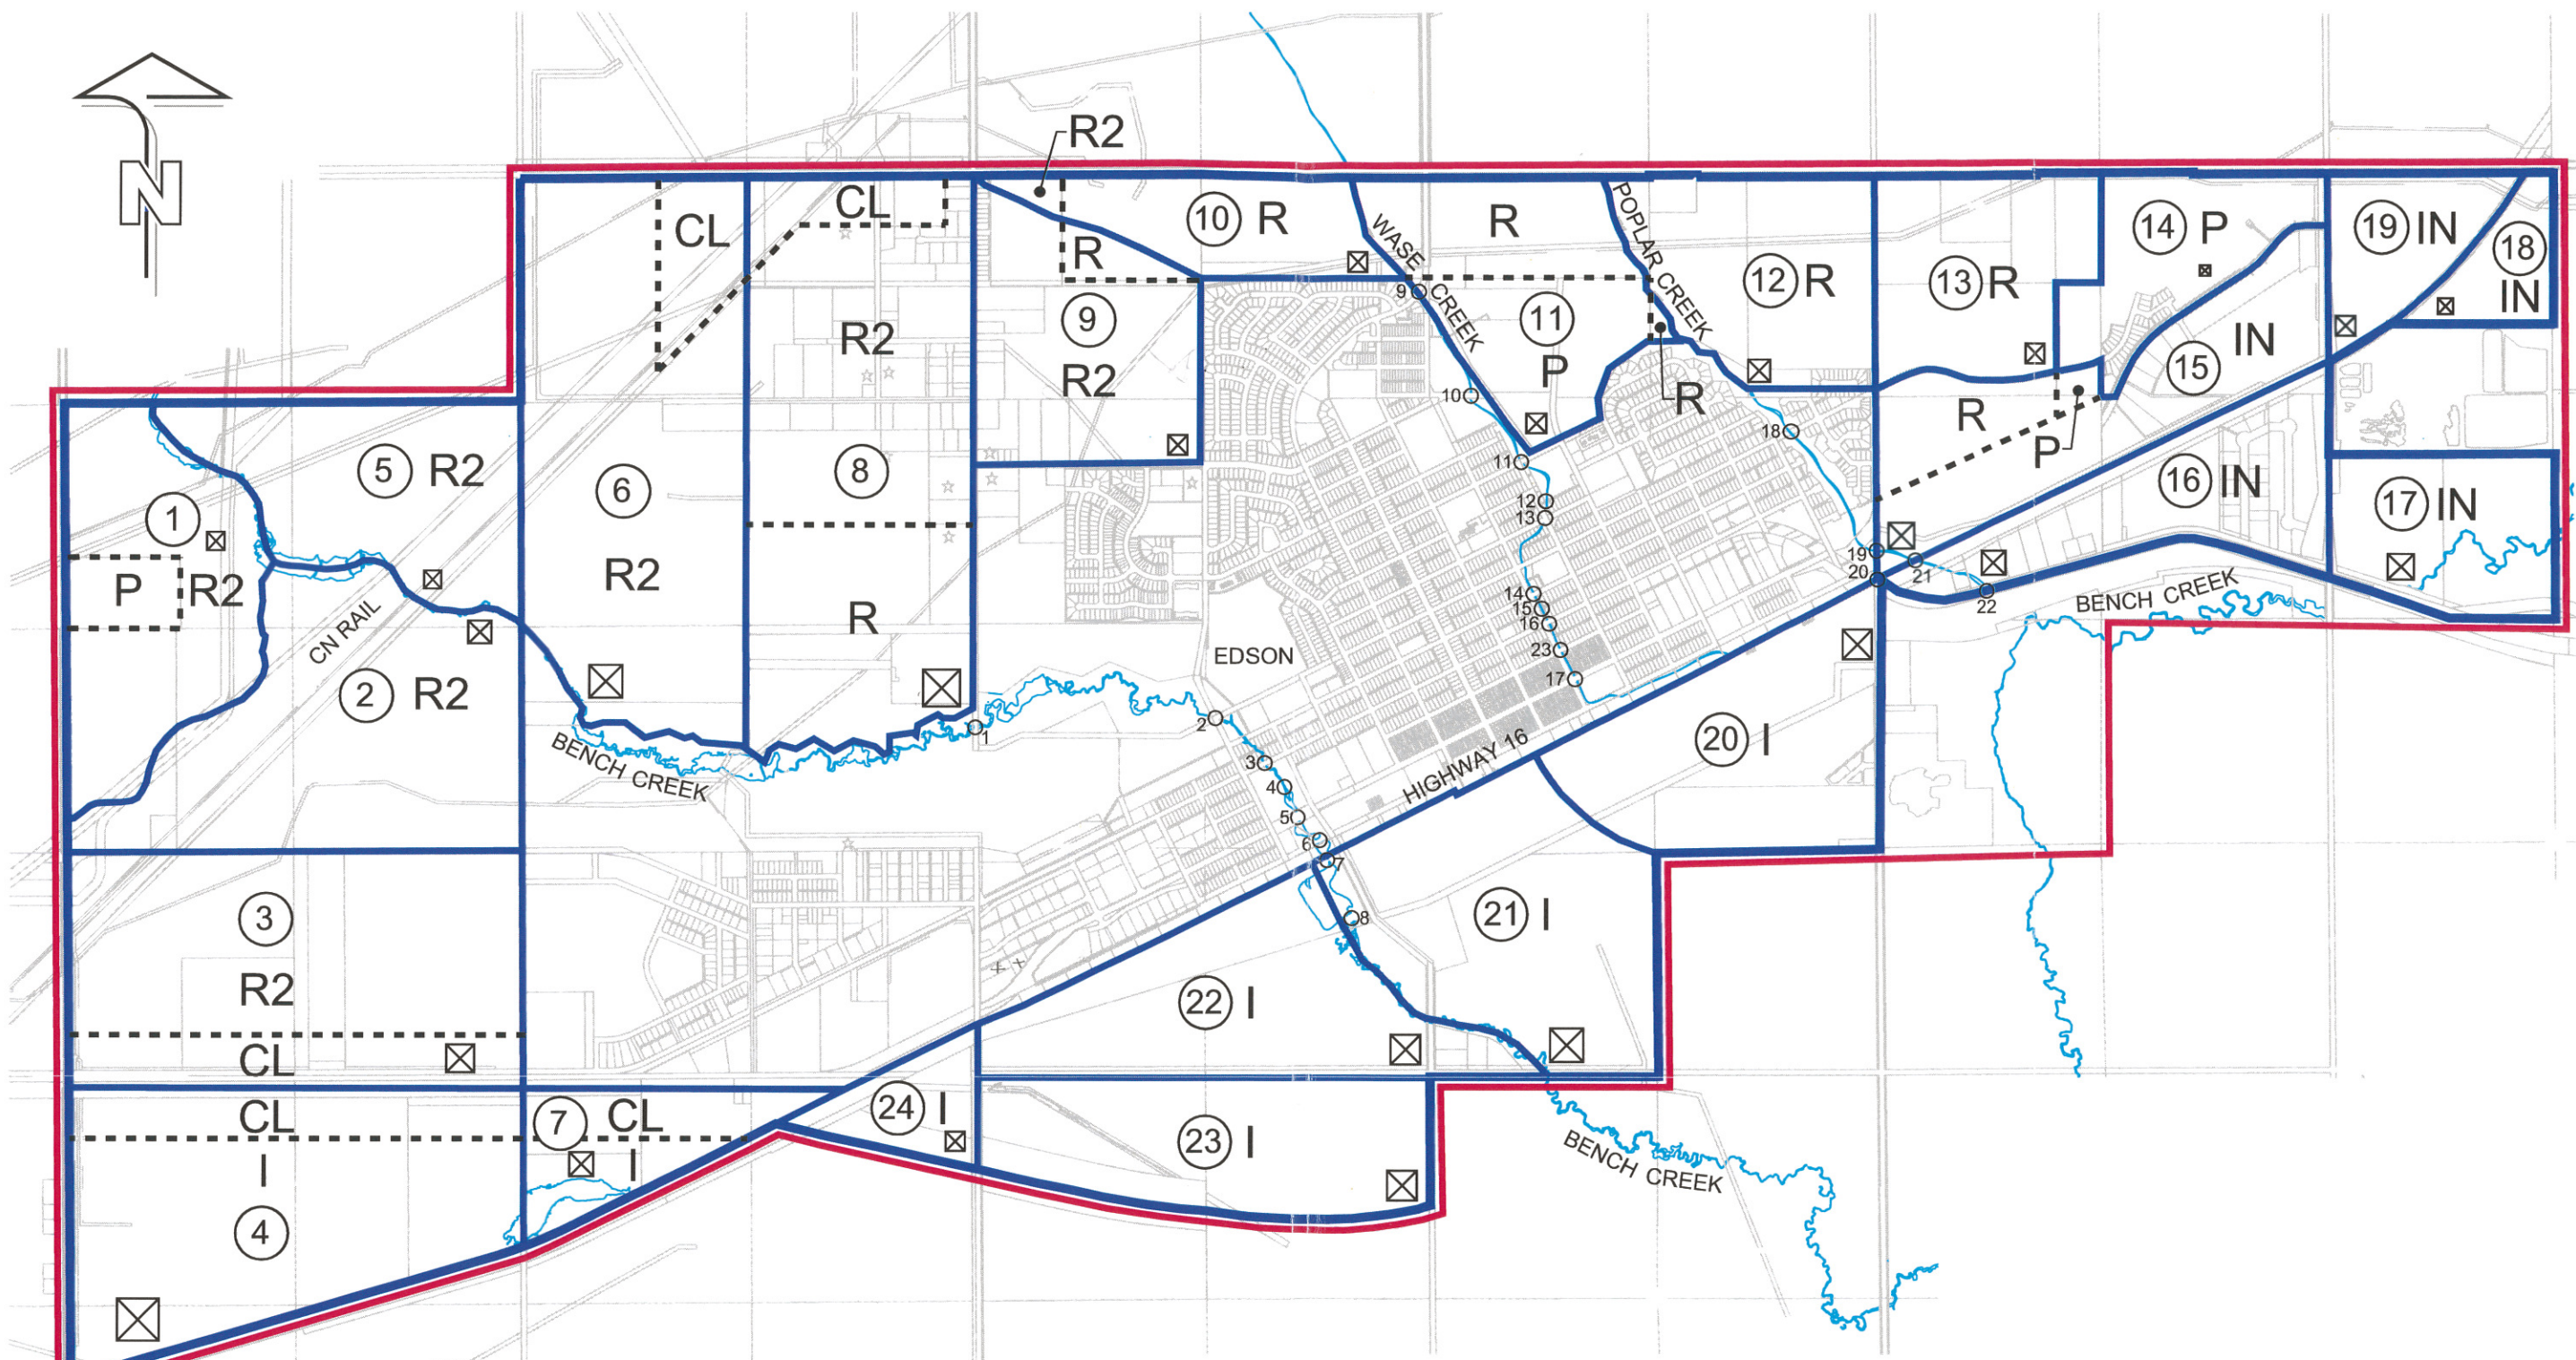 N
R2
CL
CL
10 R
R
WASE CREEK
POPLAR CREEK
R
12 R
13 R
14 P
19 IN
18
IN
R
9
R2
R2
9
11
P
R
15 IN
10
R
P
18
5 R2
6
8
11
12
13
16 IN
17 IN
1
P
R2
R2
R
19
20
21
22
BENCH CREEK
14
15
16
23
17
CN RAIL
2 R2
EDSON
BENCH CREEK
1
2
3
4
5
6
7
8
HIGHWAY 16
20 I
3
R2
CL
21 I
22 I
CL
7 CL
I
I
4
24 I
23 I
BENCH CREEK